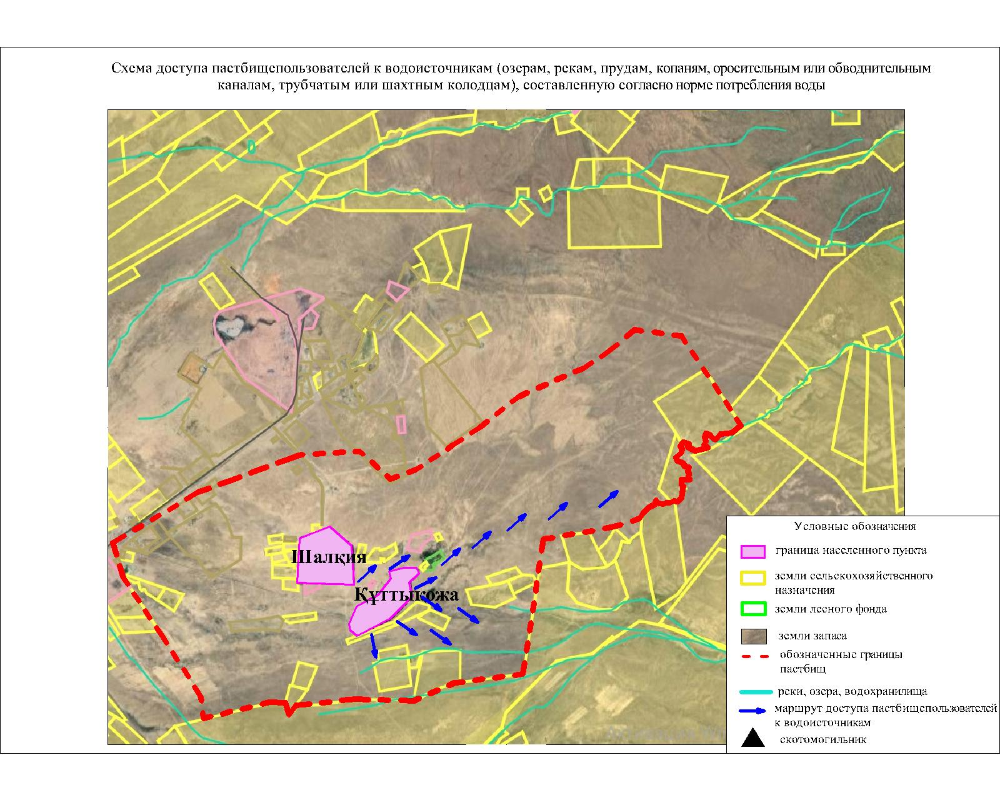 Схема доступа пастбищепользователей к водоисточникам (озерам, рекам, прудам, копаням, оросительным или обводнительным
каналам, трубчатым или шахтным колодцам), составленную согласно норме потребления воды
Шалқия
Құттықожа
Активация W
Условные обозначения
граница населенного пункта
земли сельскохозяйственного
назначения
земли лесного фонда
земли запаса
обозначенные границы
пастбищ
реки, озера, водохранилища
маршрут доступа пастбищепользователей
к водоисточникам
скотомогильник